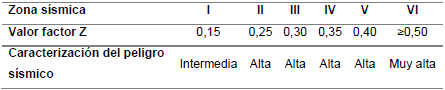 Zona sísmica I II III IV V VI
Valor factor Z 0,15 0,25 0,30 0,35 0,40 ≥0,50
Caracterización del peligro
sísmico Intermedia Alta Alta Alta Alta Muy alta